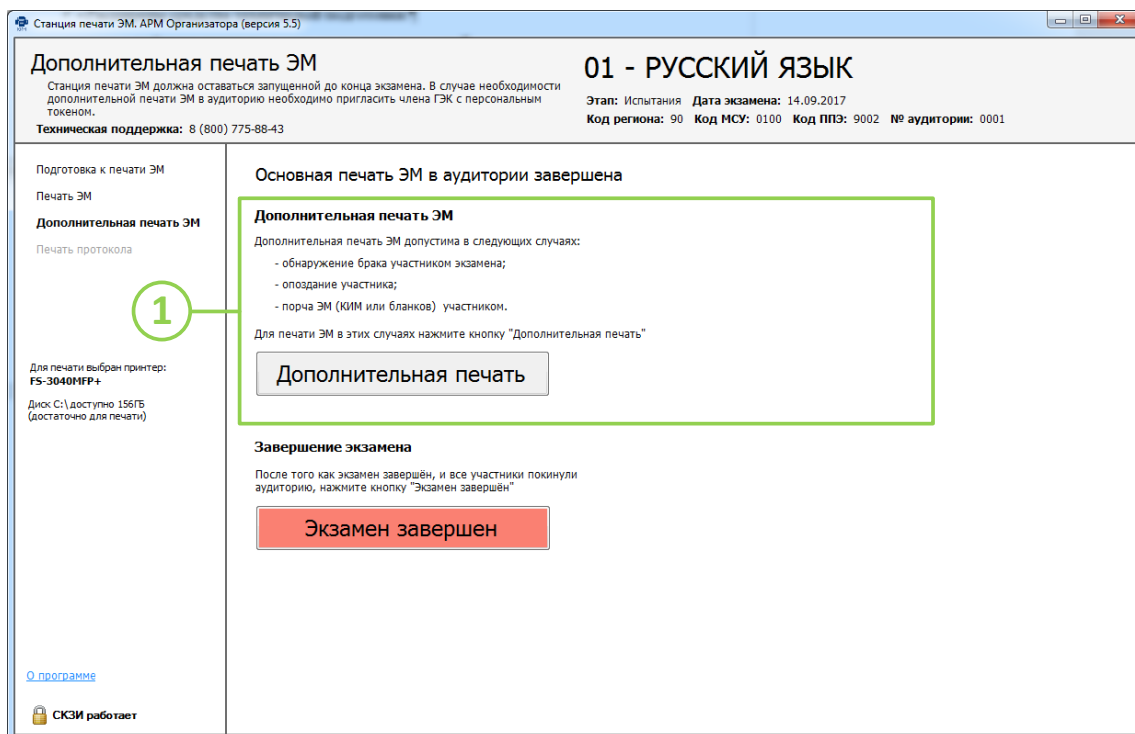 Станция печати ЭМ. АРМ Организатора (версия 5.5)
Дополнительная печать ЭМ
Станция печати ЭМ должна оставаться запущенной до конца экзамена. В случае необходимости
дополнительной печати ЭМ в аудиторию необходимо пригласить члена ГЭК с персональным
токеном.
Техническая поддержка: 8 (800) 775-88-43
01 - РУССКИЙ ЯЗЫК
Этап: Испытания Дата экзамена: 14.09.2017
Код региона: 90 Код МСУ: 0100 Код ППЭ: 9002 № аудитории: 0001
Подготовка к печати ЭМ
Печать ЭМ
Дополнительная печать ЭМ
Печать протокола
1
Для печати выбран принтер:
FS-3040MFP+
Диск C:\ доступно 156ГБ
(достаточно для печати)
О программе
СКЗИ работает
Основная печать ЭМ в аудитории завершена
Дополнительная печать ЭМ
Дополнительная печать ЭМ допустима в следующих случаях:
- обнаружение брака участником экзамена;
- опоздание участника;
- порча ЭМ (КИМ или бланков) участником.
Для печати ЭМ в этих случаях нажмите кнопку "Дополнительная печать"
Дополнительная печать
Завершение экзамена
После того как экзамен завершён, и все участники покинули
аудиторию, нажмите кнопку "Экзамен завершён"
Экзамен завершен